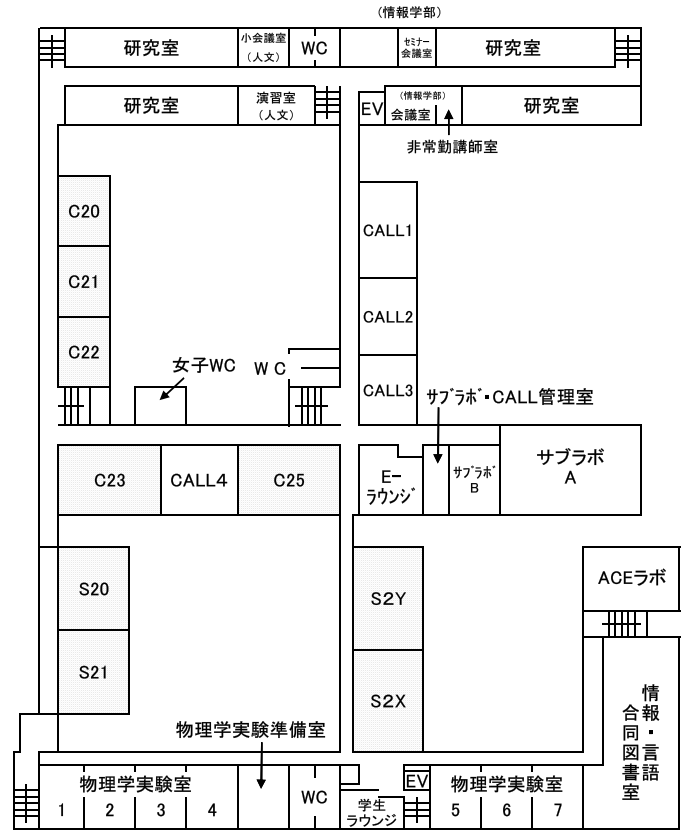 (情報学部)
研究室
小会議室
(人文)
WC
セミナー
会議室
研究室
研究室
演習室
(人文)
EV
(情報学部)
会議室
研究室
非常勤講師室
C20
C21
C22
CALL1
CALL2
CALL3
女子WC
WC
サブラボ・CALL管理室
C23
CALL4
C25
E-
ラウンジ
サブラボ
B
サブラボ
A
S20
S21
S2Y
S2X
ACEラボ
情報・言語
合同図書室
物理学実験準備室
物理学実験室
1
2
3
4
WC
学生
ラウンジ
EV
物理学実験室
5
6
7